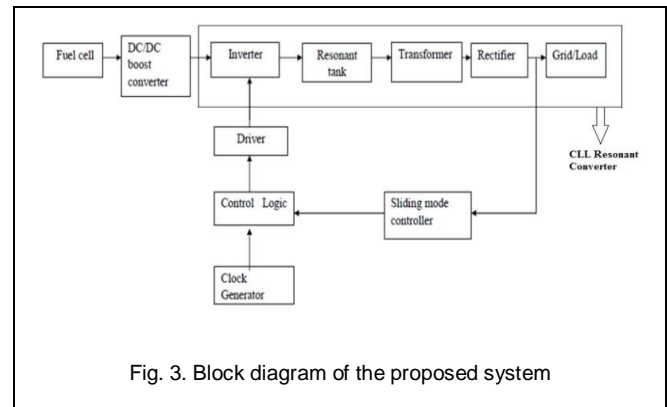 Fuel cell
DC/DC
boost
converter
Inverter
Resonant
tank
Transformer
Rectifier
Grid/Load
CLL Resonant
Converter
Driver
Control Logic
Sliding mode
controller
Clock
Generator
Fig. 3. Block diagram of the proposed system